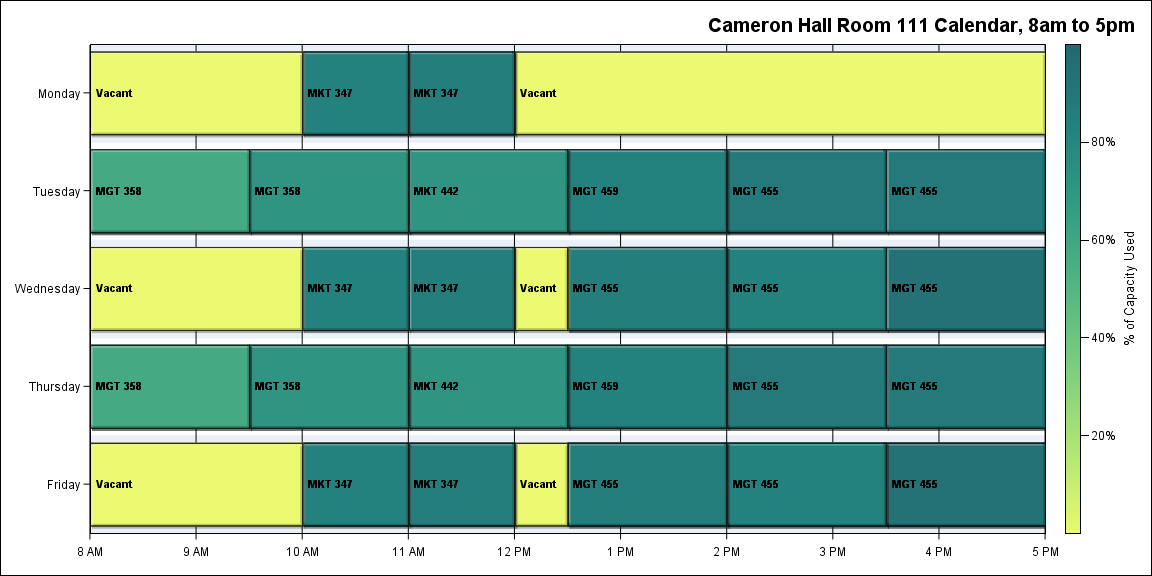 Cameron Hall Room 111 Calendar, 8am to 5pm
Monday
Vacant
MKT 347
MKT 347
Vacant
Tuesday
MGT 358
MGT 358
MKT 442
MGT 459
MGT 455
MGT 455
Wednesday
Vacant
MKT 347
MKT 347
Vacant
MGT 455
MGT 455
MGT 455
Thursday
MGT 358
MGT 358
MKT 442
MGT 459
MGT 455
MGT 455
Friday
Vacant
MKT 347
MKT 347
Vacant
MGT 455
MGT 455
MGT 455
8 AM
9 AM
10 AM
11 AM
12 PM
1 PM
2 PM
3 PM
4 PM
5 PM
80%
60%
40%
20%
% of Capacity Used